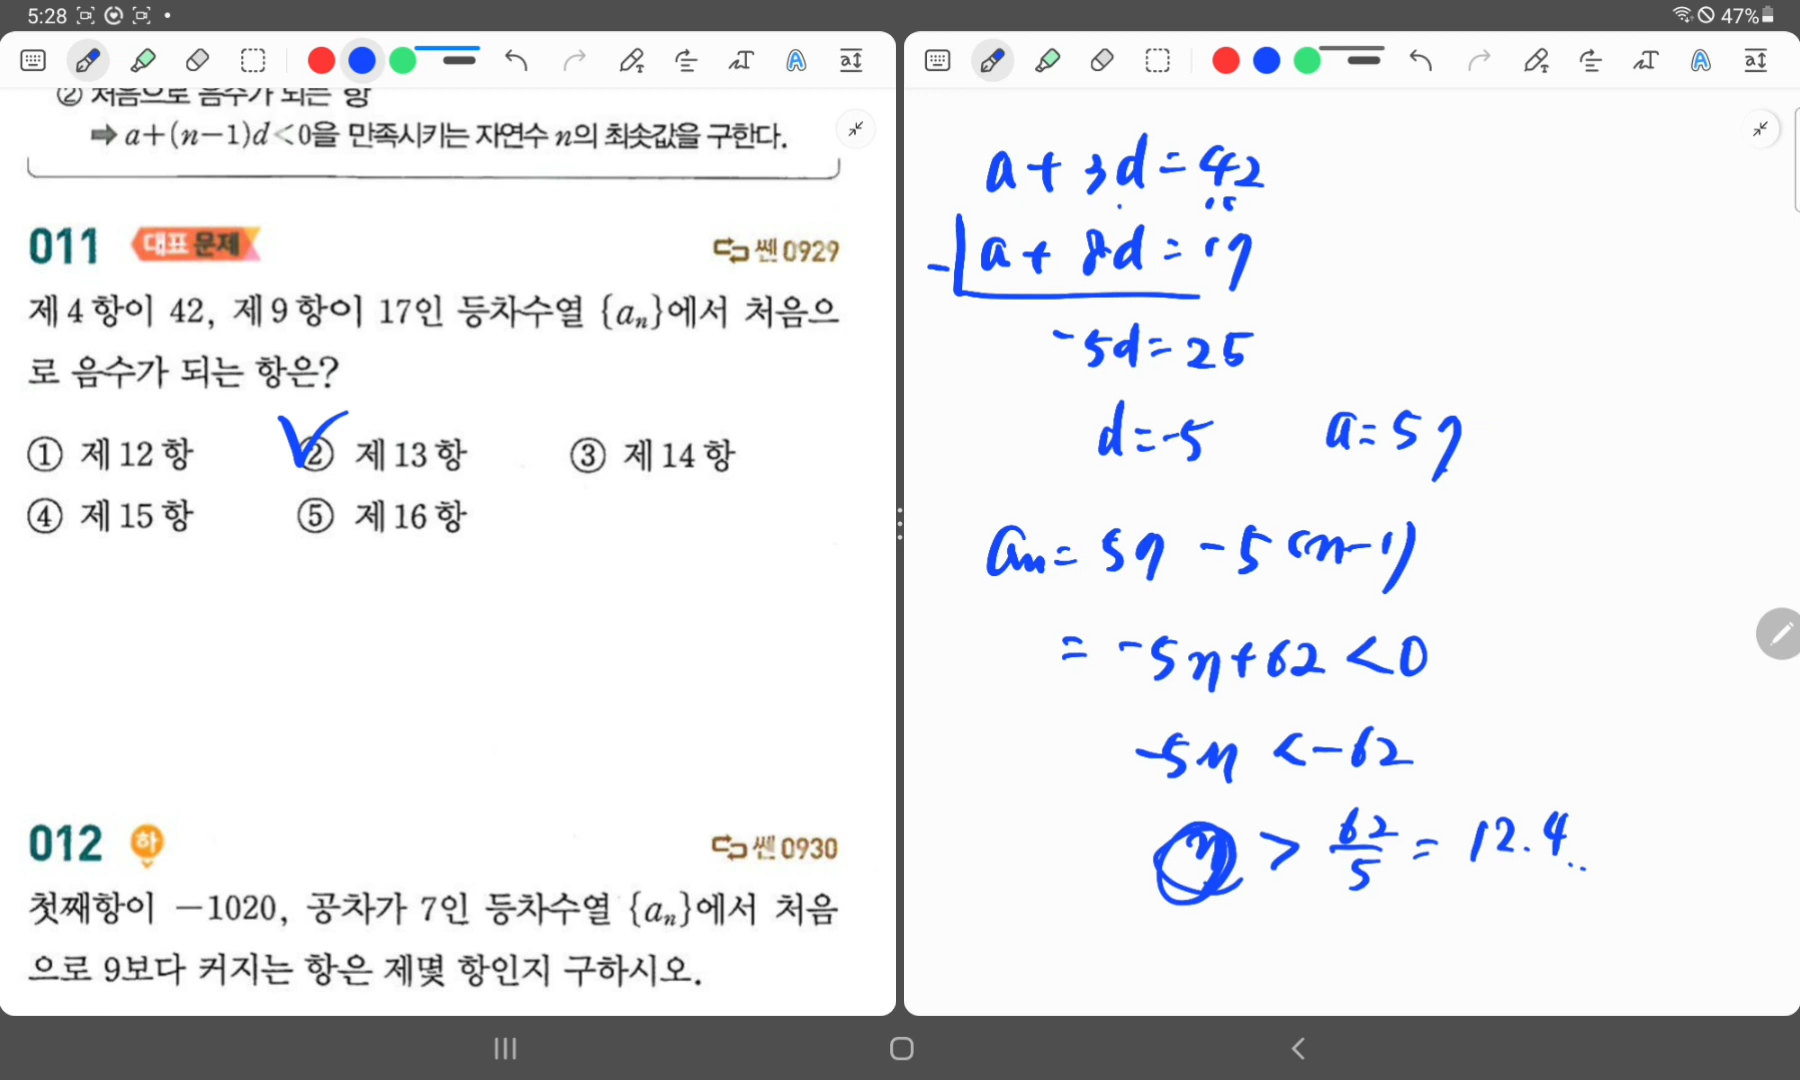 5:28
47%
② 처음으로 음수가 되는 항
➡ a+(n−1)d<0을 만족시키는 자연수 n의 최솟값을 구한다.
011 대표 문제 쎈 0929
제 4 항이 42, 제 9 항이 17인 등차수열 {aₙ}에서 처음으
로 음수가 되는 항은?
① 제 12 항 ② 제 13 항 ③ 제 14 항
④ 제 15 항 ⑤ 제 16 항
012 하 쎈 0930
첫째항이 −1020, 공차가 7인 등차수열 {aₙ}에서 처음
으로 9보다 커지는 항은 제몇 항인지 구하시오.
a + 3d = 42
- a + 8d = 17
-5d = 25
d = -5 a = 57
aₙ = 57 - 5(n-1)
= -5n + 62 < 0
-5n < -62
n > 62/5 = 12.4..